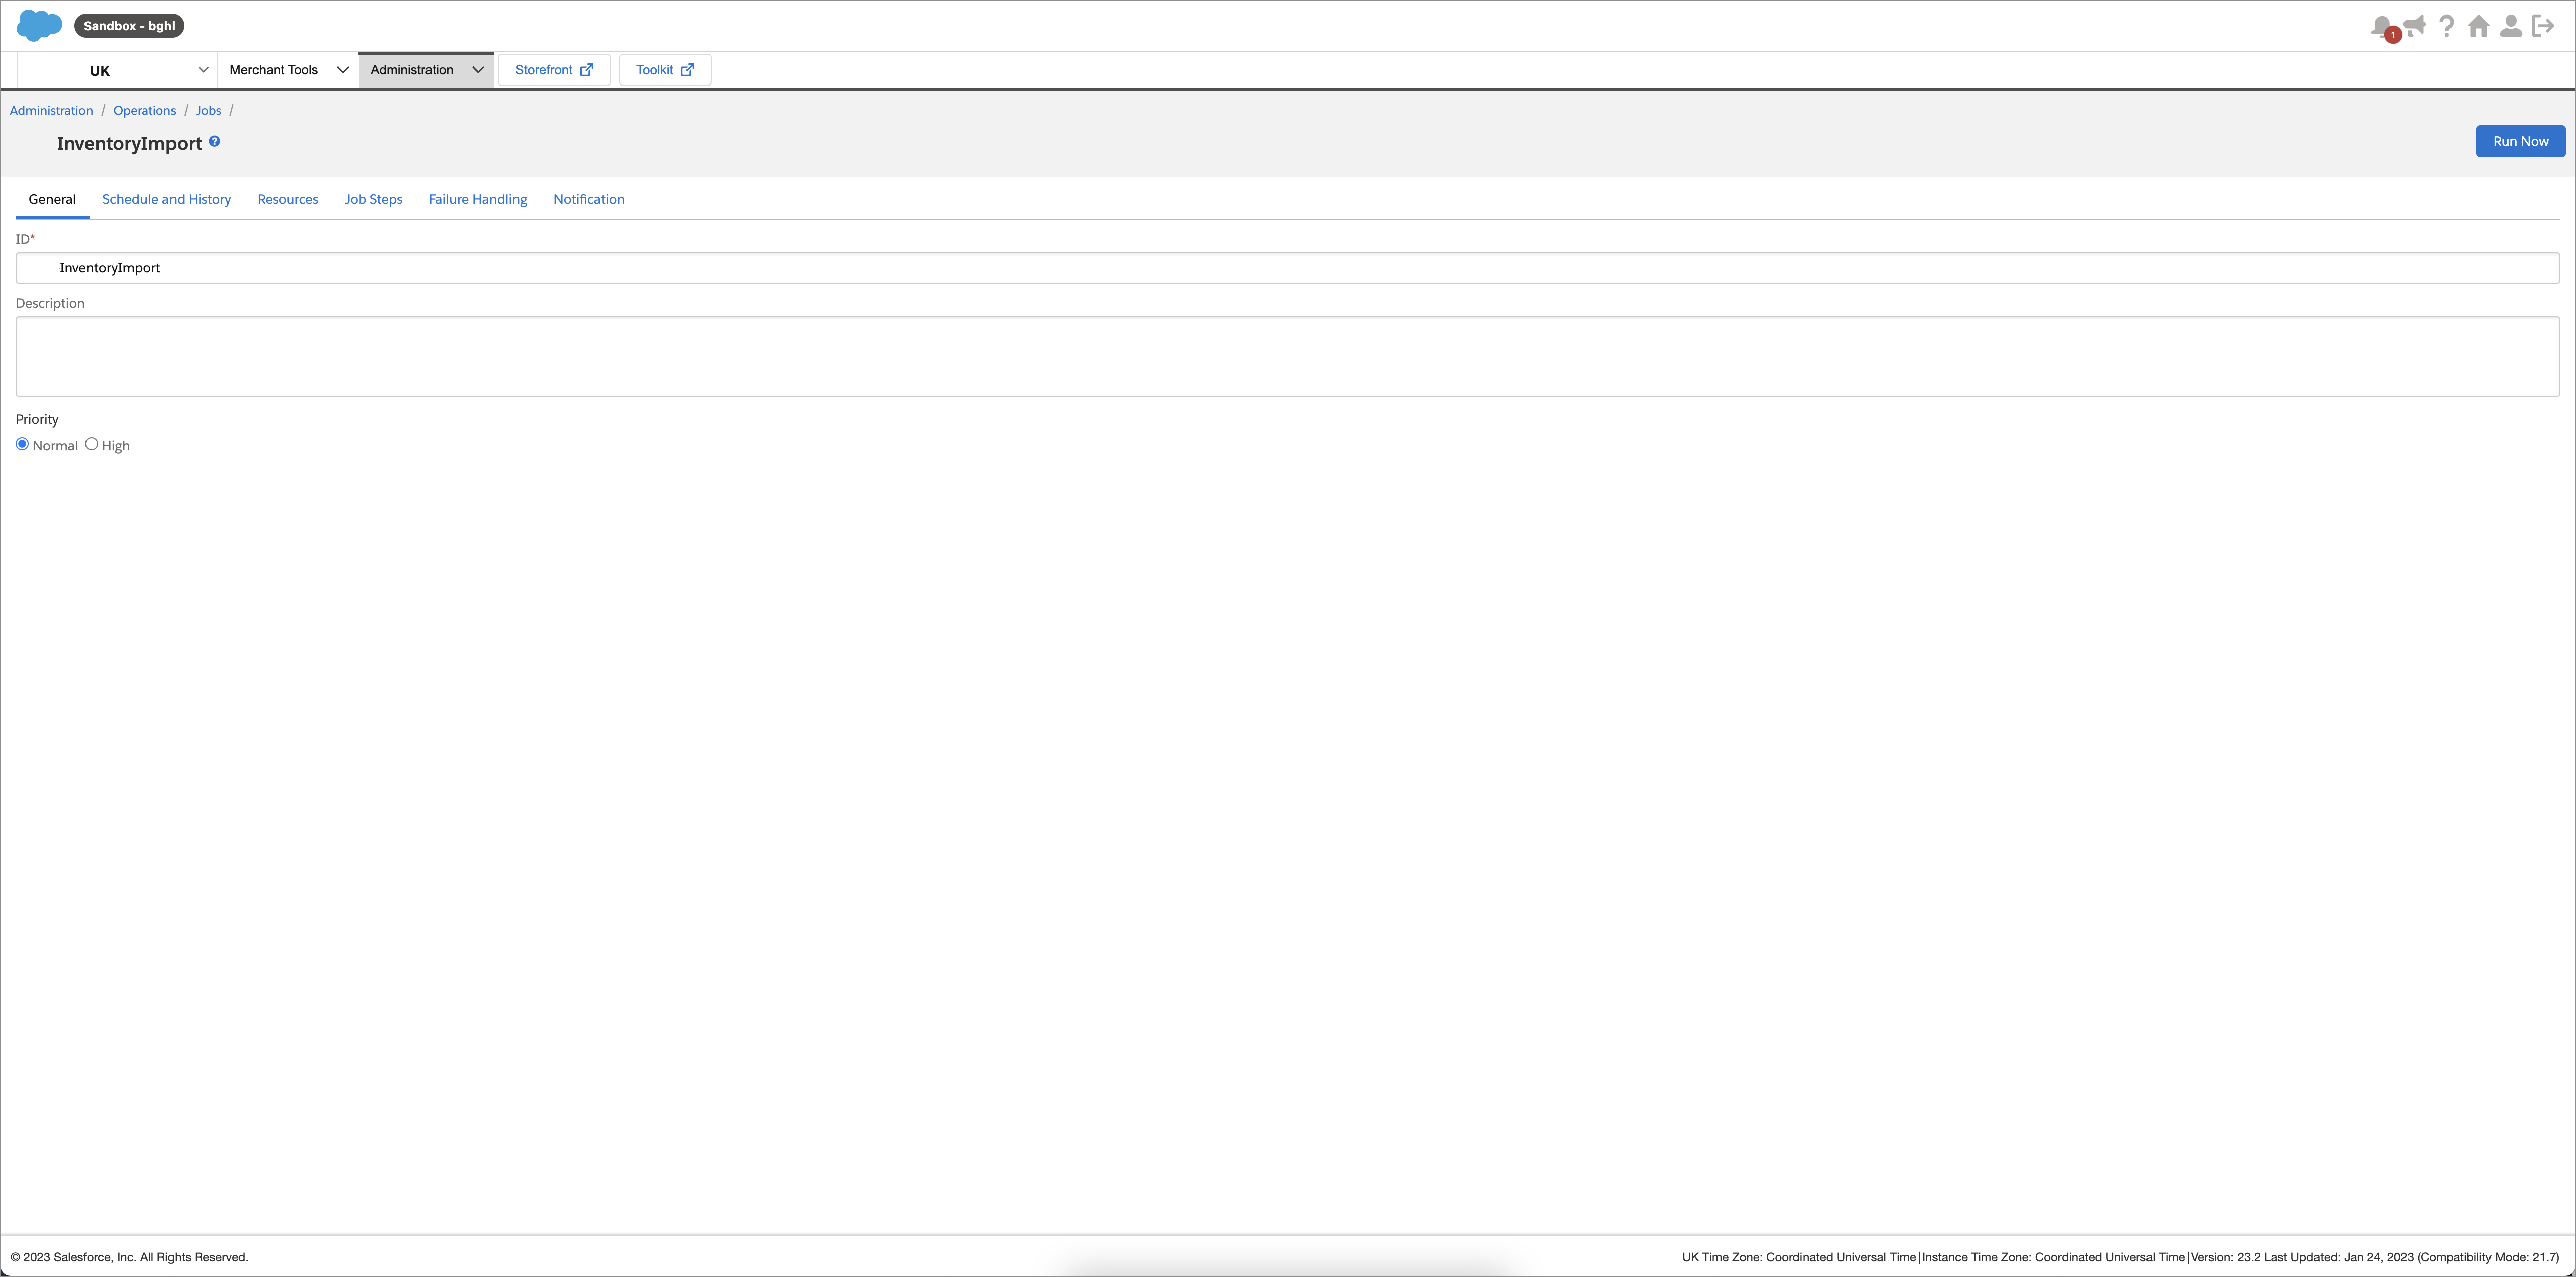 Sandbox - bghl
1
UK
Merchant Tools
Administration
Storefront
Toolkit
Administration / Operations / Jobs /
InventoryImport ?
Run Now
General
Schedule and History
Resources
Job Steps
Failure Handling
Notification
ID*
InventoryImport
Description
Priority
Normal
High
© 2023 Salesforce, Inc. All Rights Reserved.
UK Time Zone: Coordinated Universal Time|Instance Time Zone: Coordinated Universal Time|Version: 23.2 Last Updated: Jan 24, 2023 (Compatibility Mode: 21.7)